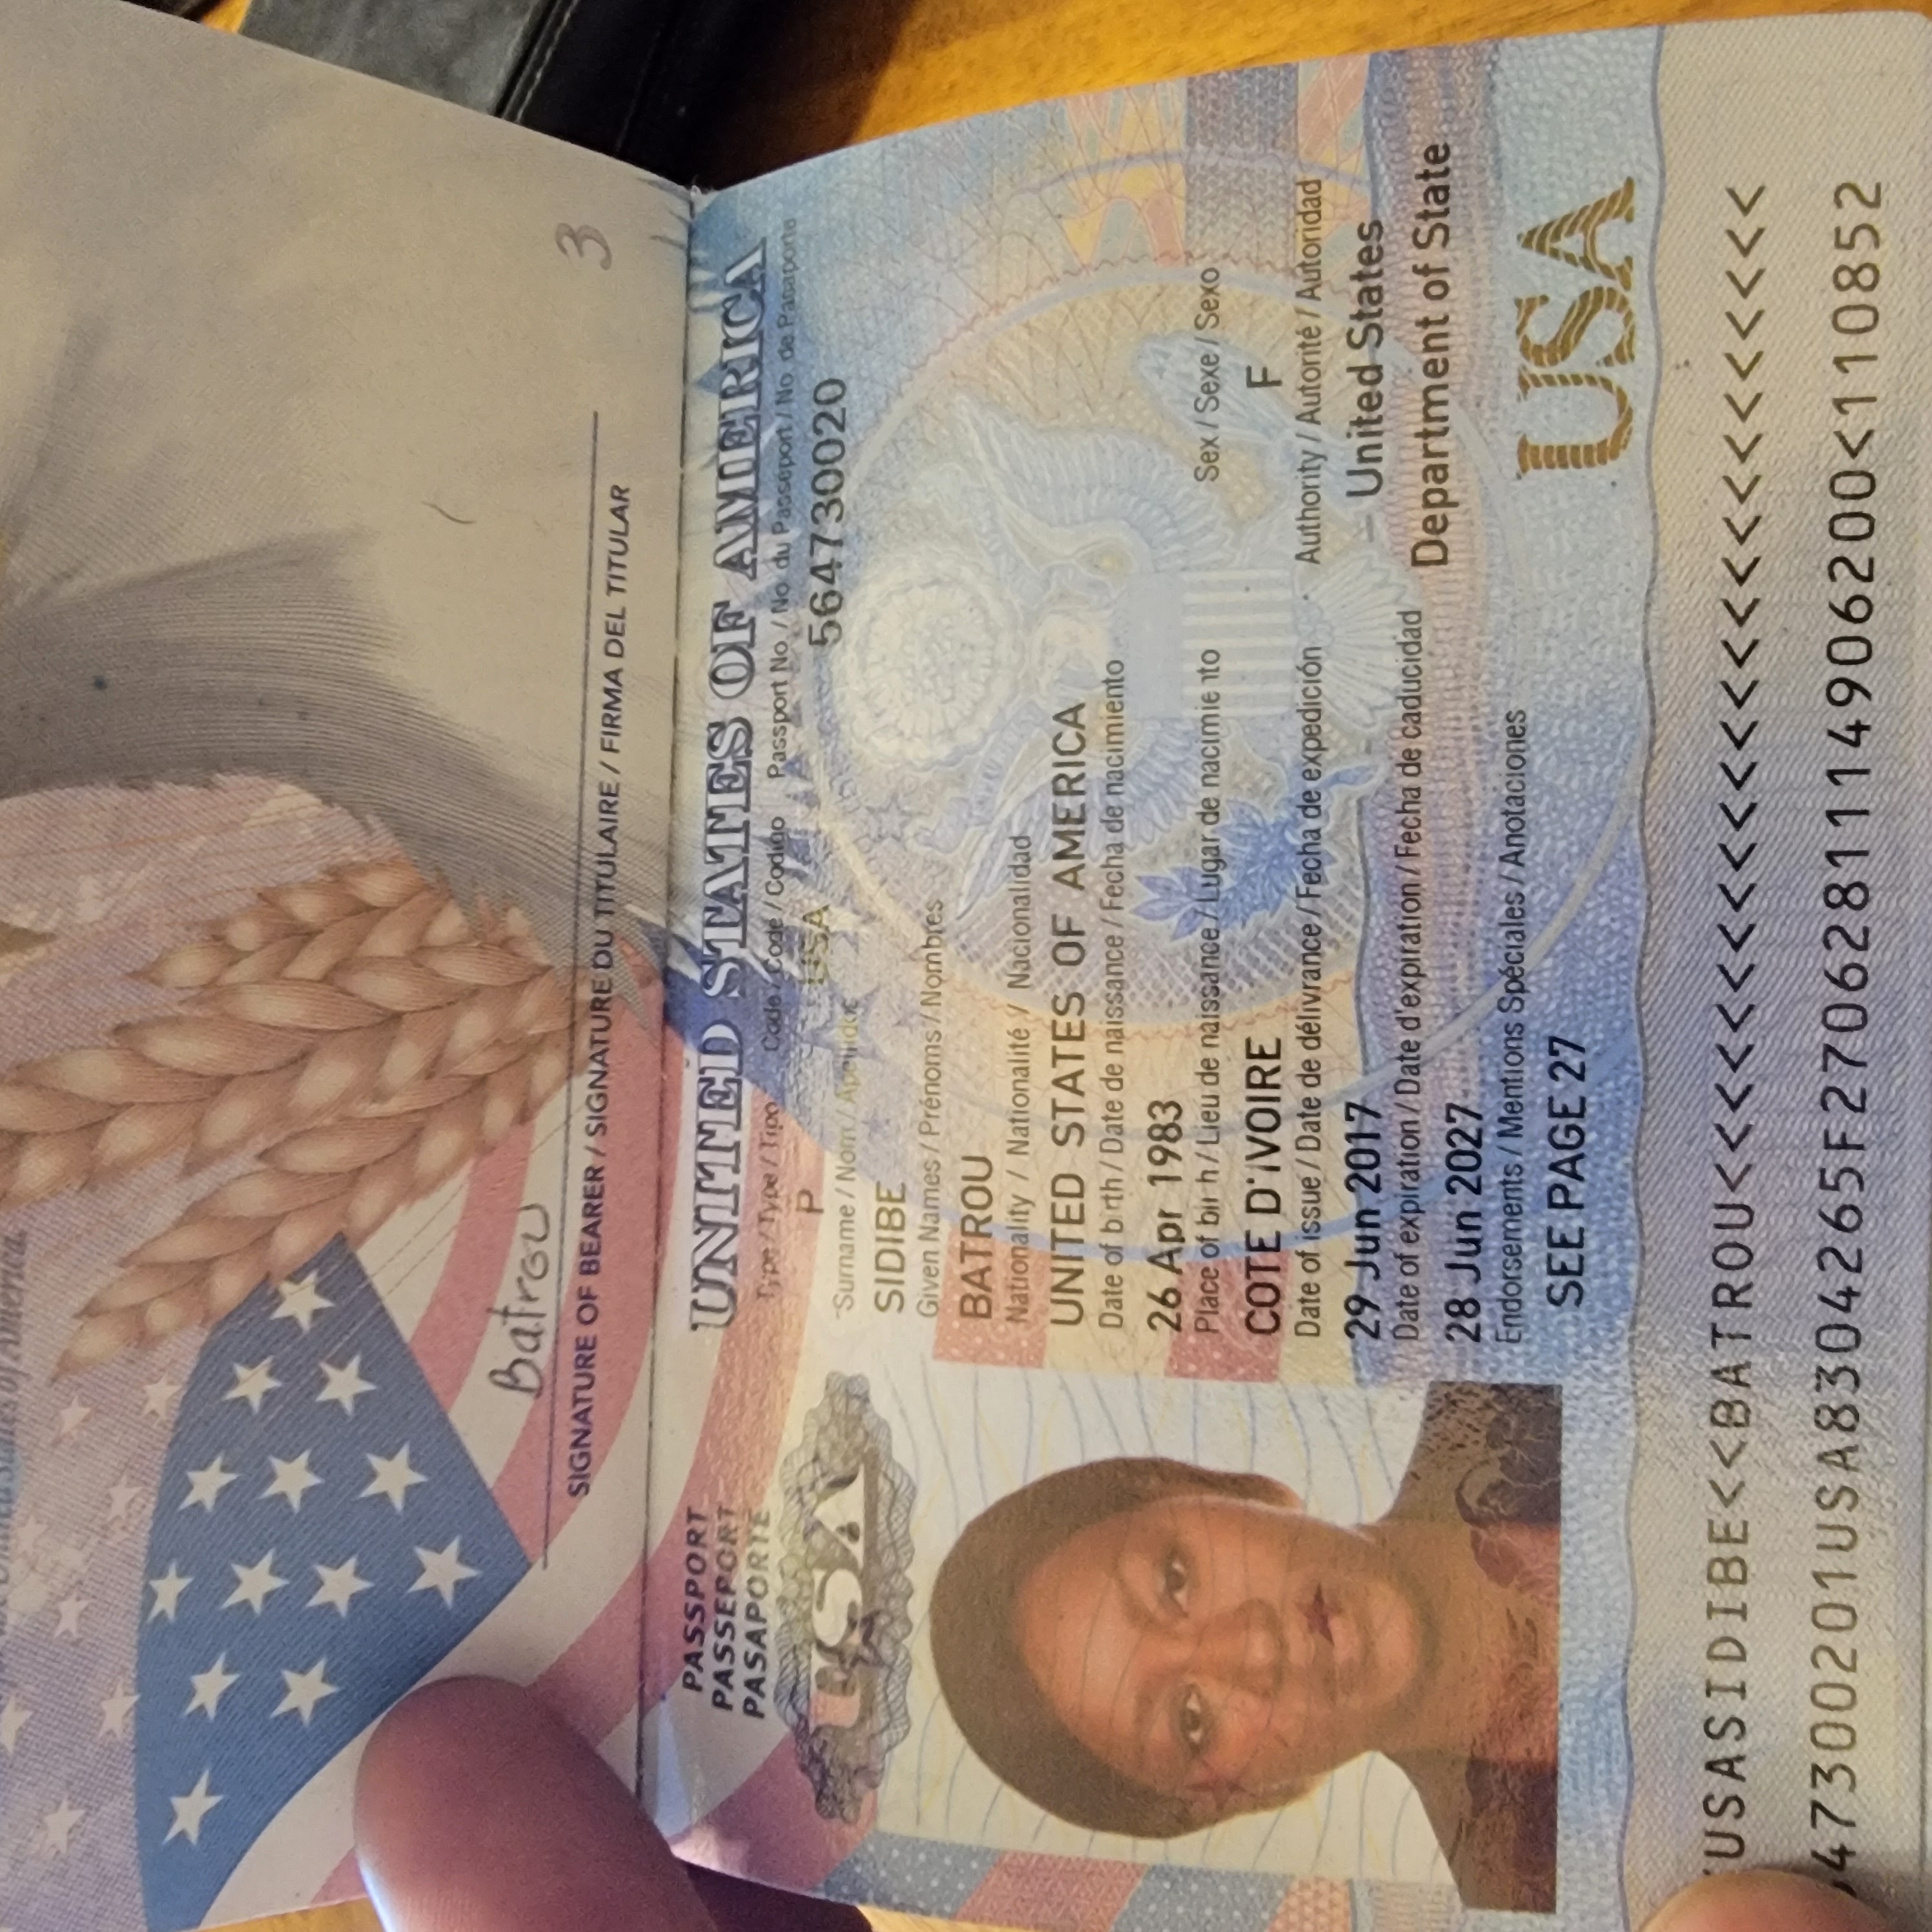 for the United States of America.
Batrou
SIGNATURE OF BEARER / SIGNATURE DU TITULAIRE / FIRMA DEL TITULAR
3
PASSPORT
PASSEPORT
PASAPORTE
USA
UNITED STATES OF AMERICA
Type / Type / Tipo Code / Code / Codigo Passport No. / No. du Passeport / No. de Pasaporte
P USA 564730020
Surname / Nom / Apellidos
SIDIBE
Given Names / Prénoms / Nombres
BATROU
Nationality / Nationalité / Nacionalidad
UNITED STATES OF AMERICA
Date of birth / Date de naissance / Fecha de nacimiento
26 Apr 1983
Place of birth / Lieu de naissance / Lugar de nacimiento Sex / Sexe / Sexo
COTE D'IVOIRE F
Date of issue / Date de délivrance / Fecha de expedición Authority / Autorité / Autoridad
29 Jun 2017 United States
Date of expiration / Date d'expiration / Fecha de caducidad Department of State
28 Jun 2027
Endorsements / Mentions Spéciales / Anotaciones
SEE PAGE 27
USA
USASIDIBE<<BATROU<<<<<<<<<<<<<<<<<<<<<<<<<<
47300201USA8304265F2706281114906200<110852